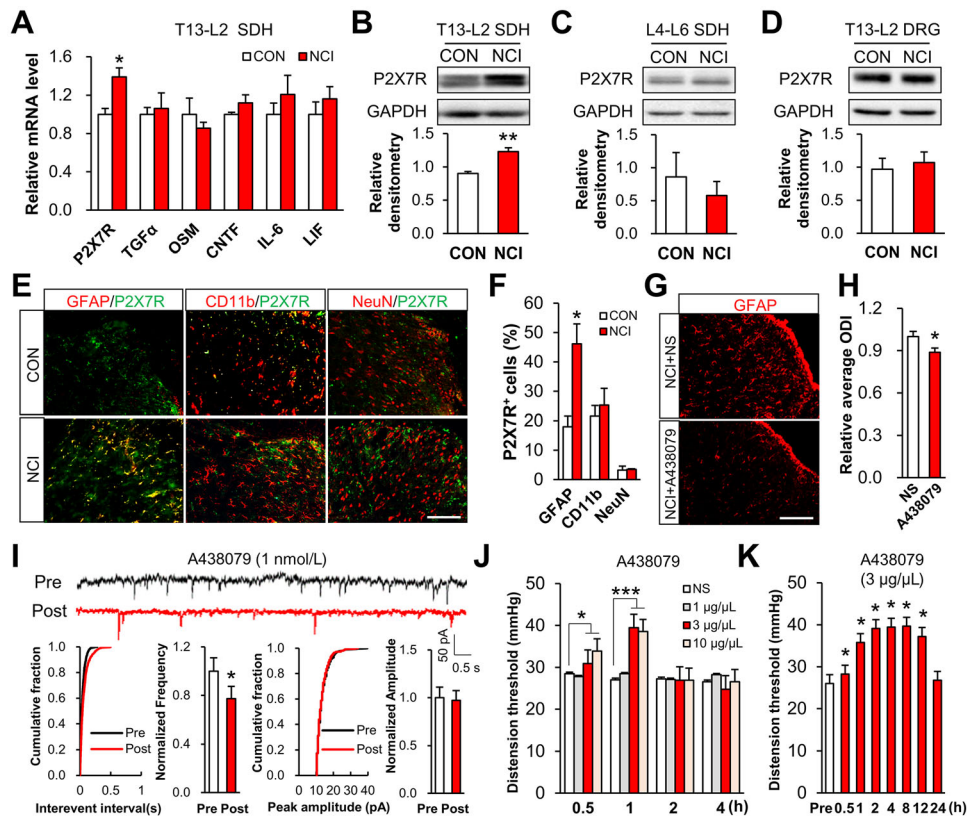 A
T13-L2 SDH
CON NCI
Relative mRNA level
1.8
1.2
0.6
0.0
*
P2X7R TGFα OSM CNTF IL-6 LIF
B
T13-L2 SDH
CON NCI
P2X7R
GAPDH
Relative densitometry
1.5
1.0
0.5
0.0
**
CON NCI
C
L4-L6 SDH
CON NCI
P2X7R
GAPDH
Relative densitometry
1.5
1.0
0.5
0.0
CON NCI
D
T13-L2 DRG
CON NCI
P2X7R
GAPDH
Relative densitometry
1.5
1.0
0.5
0.0
CON NCI
E
GFAP/P2X7R CD11b/P2X7R NeuN/P2X7R
CON
NCI
F
P2X7R⁺ cells (%)
60
50
40
30
20
10
0
*
CON
NCI
GFAP CD11b NeuN
G
GFAP
NCI+NS
NCI+A438079
H
Relative average ODI
1.2
0.9
0.6
0.3
0.0
*
NS A438079
I
A438079 (1 nmol/L)
Pre
Post
50 pA
0.5 s
Cumulative fraction
1.0
0.8
0.6
0.4
0.2
0.0
Pre
Post
0 0.5 1
Interevent interval(s)
Normalized Frequency
1.2
0.8
0.4
0.0
*
Pre Post
Cumulative fraction
1.0
0.8
0.6
0.4
0.2
0.0
Pre
Post
0 10 20 30 40
Peak amplitude (pA)
Normalized Amplitude
1.5
1.0
0.5
0.0
Pre Post
J
A438079
Distension threshold (mmHg)
50
40
30
20
10
0
*
***
NS
1 µg/µL
3 µg/µL
10 µg/µL
0.5 1 2 4 (h)
K
A438079
(3 µg/µL)
Distension threshold (mmHg)
50
40
30
20
10
0
* * * * * *
Pre 0.5 1 2 4 8 12 24 (h)